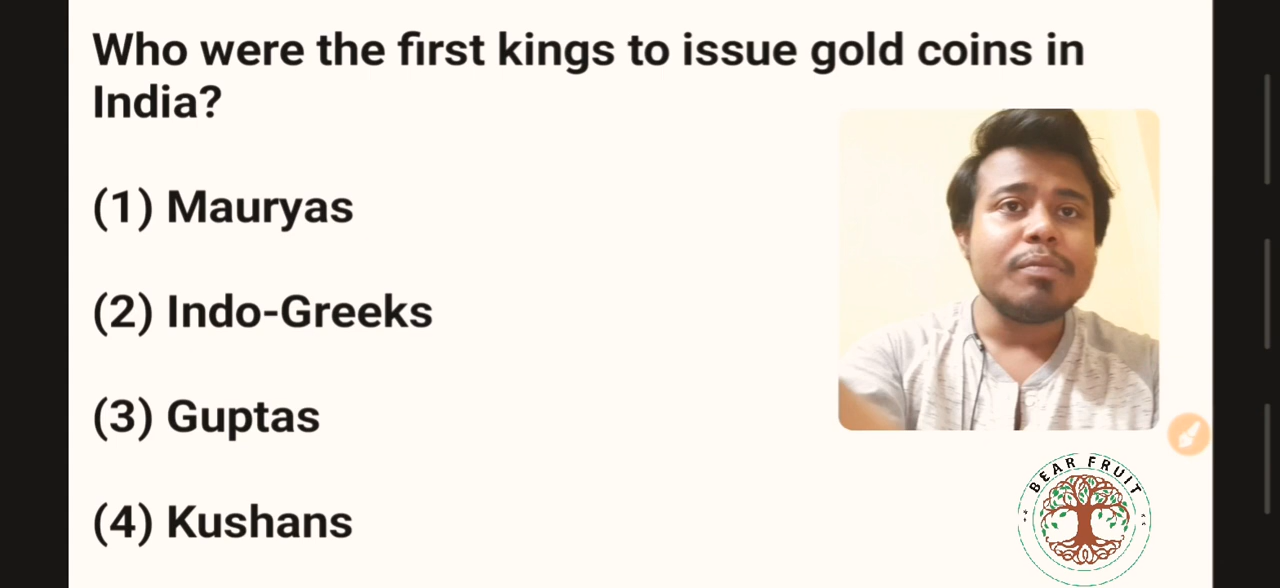 Who were the first kings to issue gold coins in
India?
(1) Mauryas
(2) Indo-Greeks
(3) Guptas
(4) Kushans
BEAR FRUIT